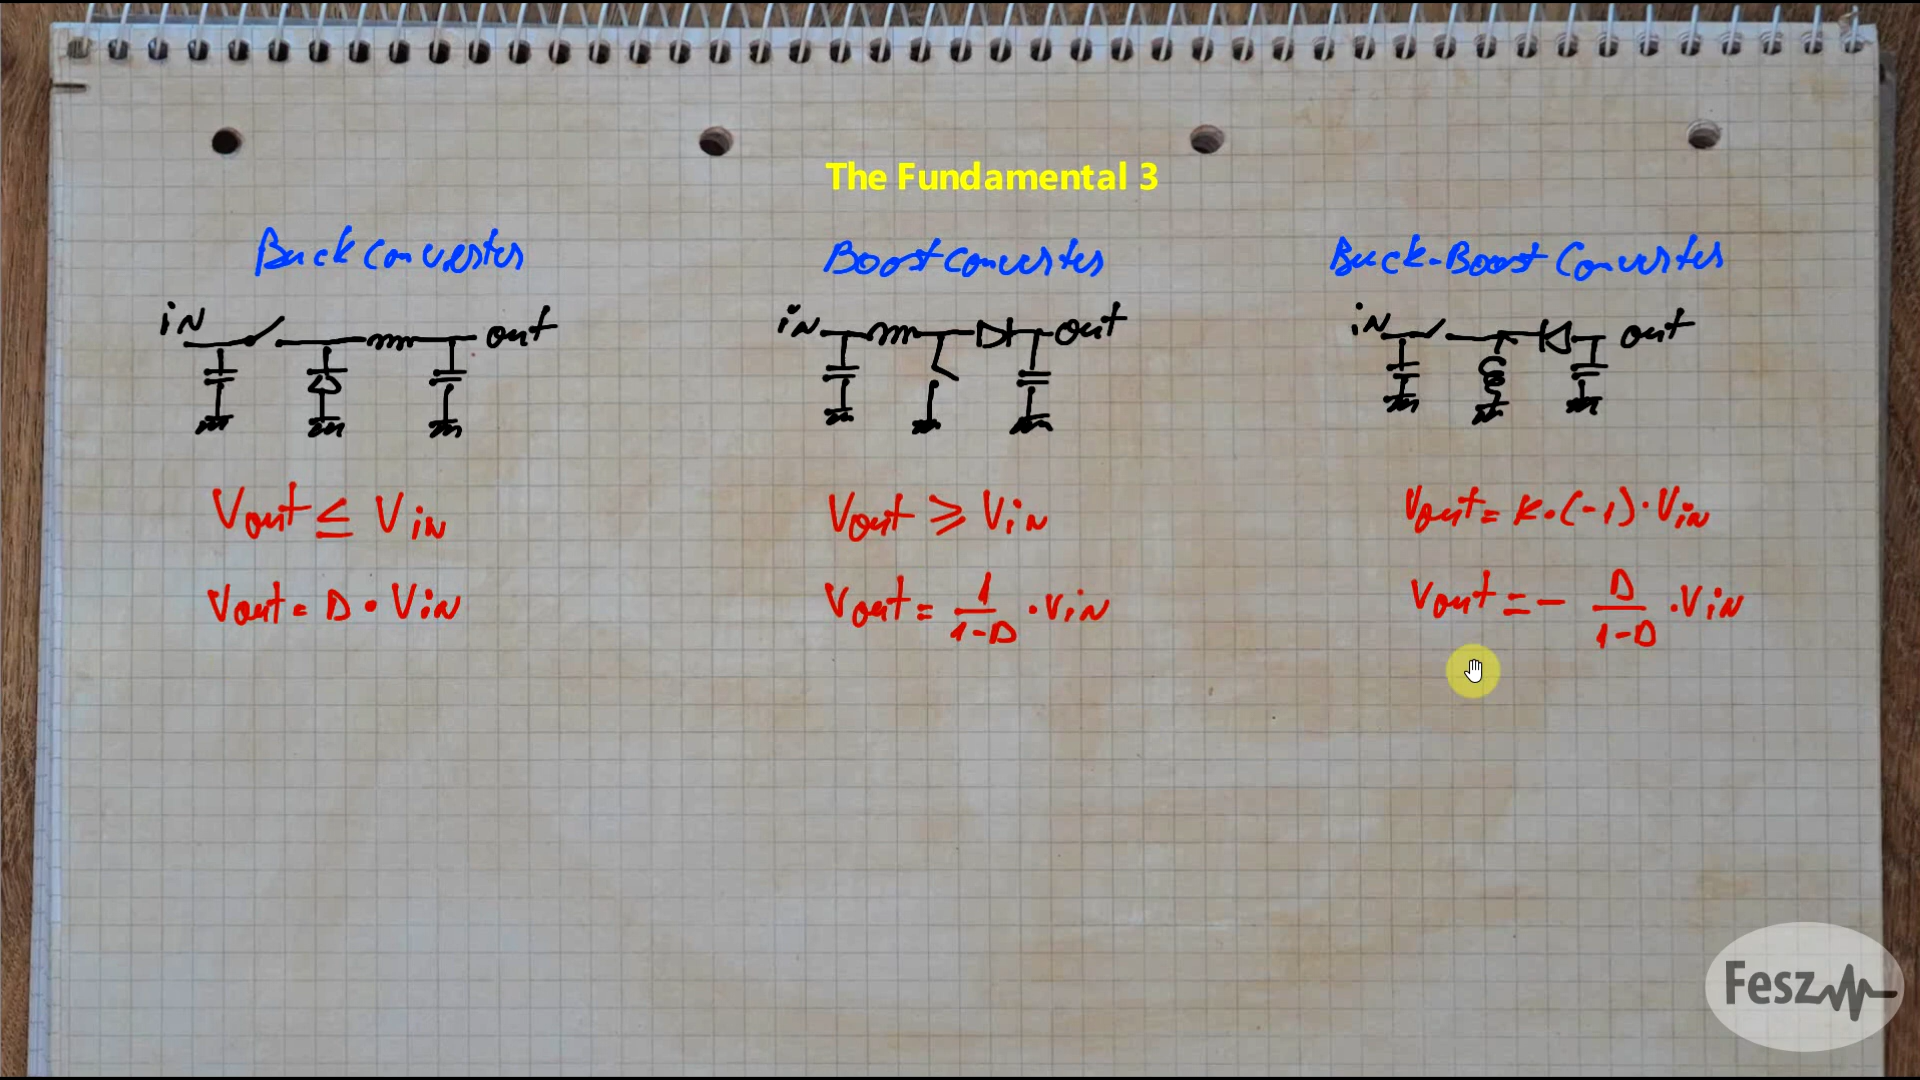 The Fundamental 3
Buck Converter
Boost Converter
Buck-Boost Converter
in
out
in
out
in
out
Vout ≤ Vin
Vout ≥ Vin
Vout = K·(-1)·Vin
Vout = D · Vin
Vout = 1/(1-D) · Vin
Vout = - D/(1-D) · Vin
Fesz